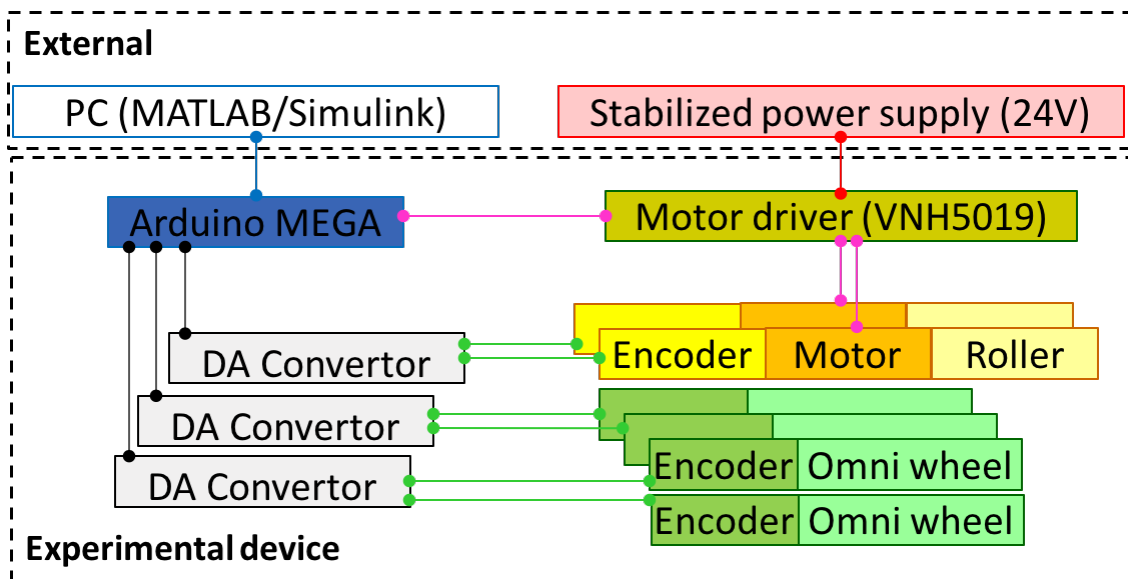 External
PC (MATLAB/Simulink)
Stabilized power supply (24V)
Arduino MEGA
Motor driver (VNH5019)
DA Convertor
Encoder
Motor
Roller
DA Convertor
Encoder
Omni wheel
DA Convertor
Encoder
Omni wheel
Experimental device